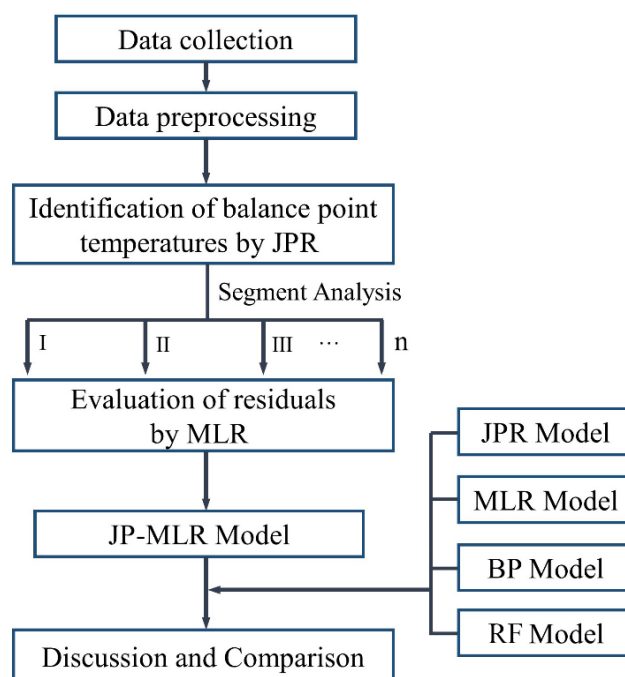 Data collection
Data preprocessing
Identification of balance point
temperatures by JPR
Segment Analysis
I
II
III
···
n
Evaluation of residuals
by MLR
JP-MLR Model
Discussion and Comparison
JPR Model
MLR Model
BP Model
RF Model